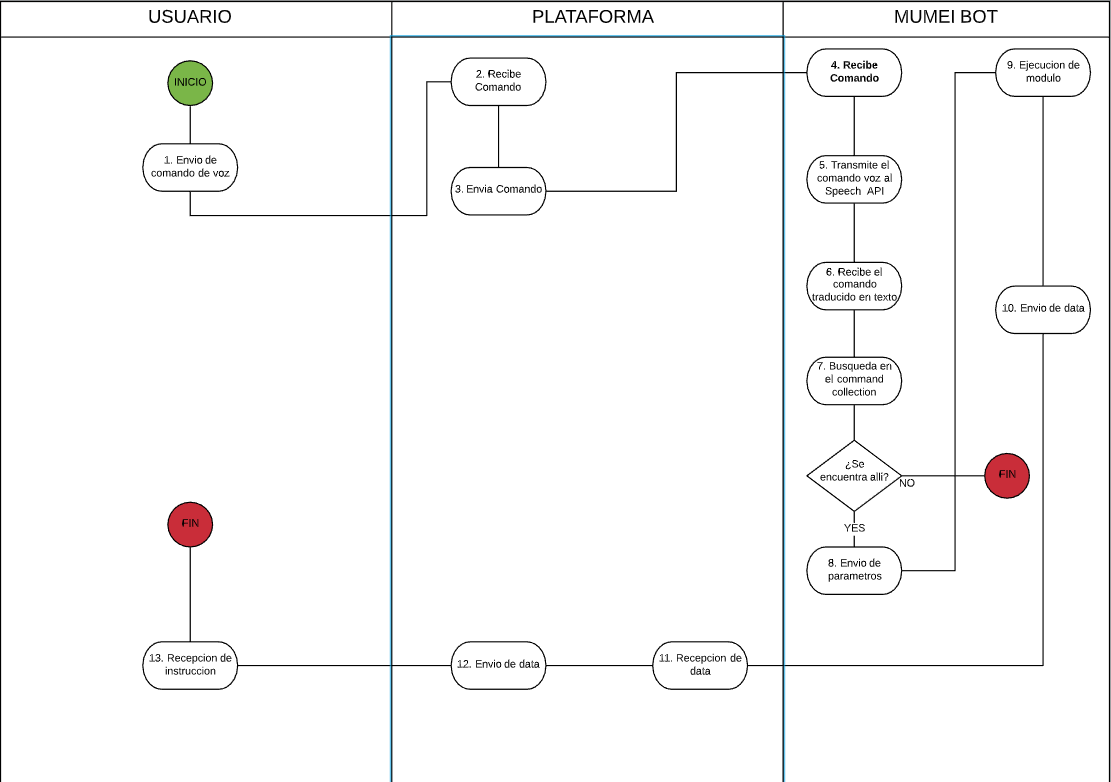 USUARIO
PLATAFORMA
MUMEI BOT
INICIO
1. Envio de
comando de voz
2. Recibe
Comando
3. Envia Comando
4. Recibe
Comando
5. Transmite el
comando voz al
Speech API
6. Recibe el
comando
traducido en texto
7. Busqueda en
el command
collection
¿Se
encuentra alli?
NO
FIN
YES
8. Envio de
parametros
9. Ejecucion de
modulo
10. Envio de data
11. Recepcion de
data
12. Envio de data
13. Recepcion de
instruccion
FIN